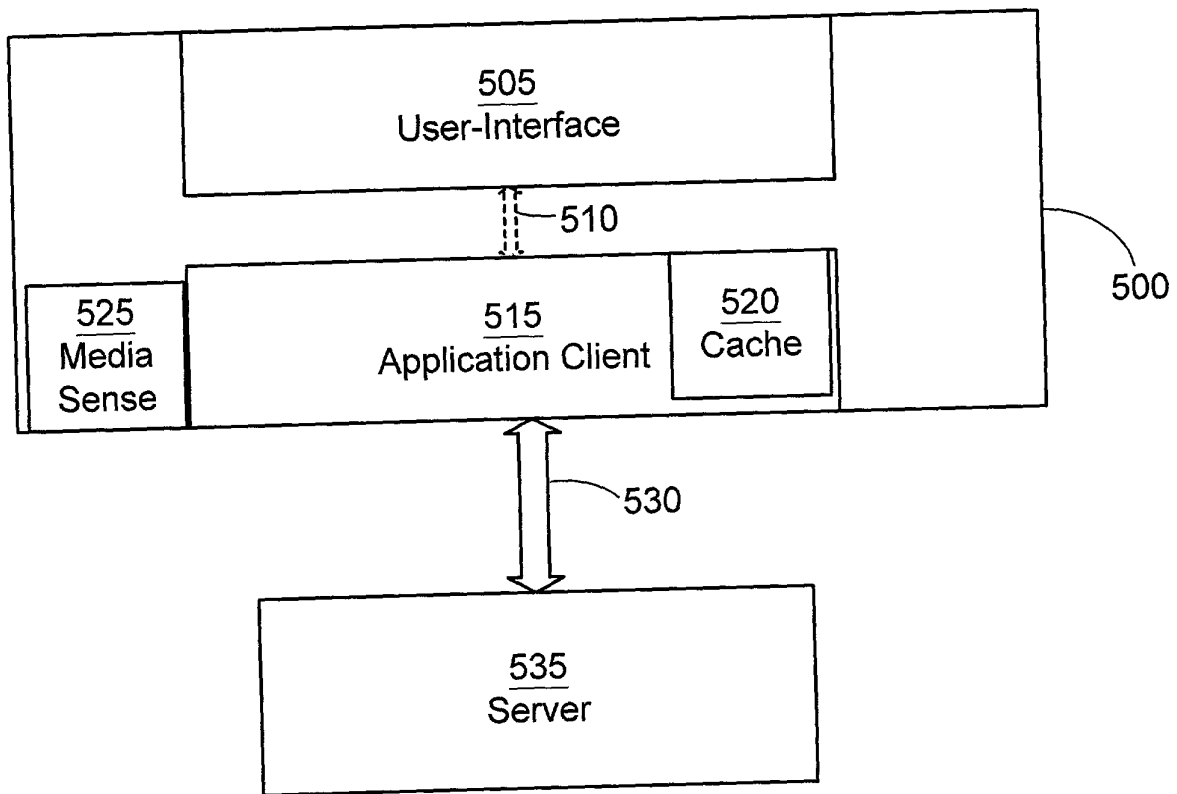 505
User-Interface
510
500
525
Media
Sense
515
Application Client
520
Cache
530
535
Server